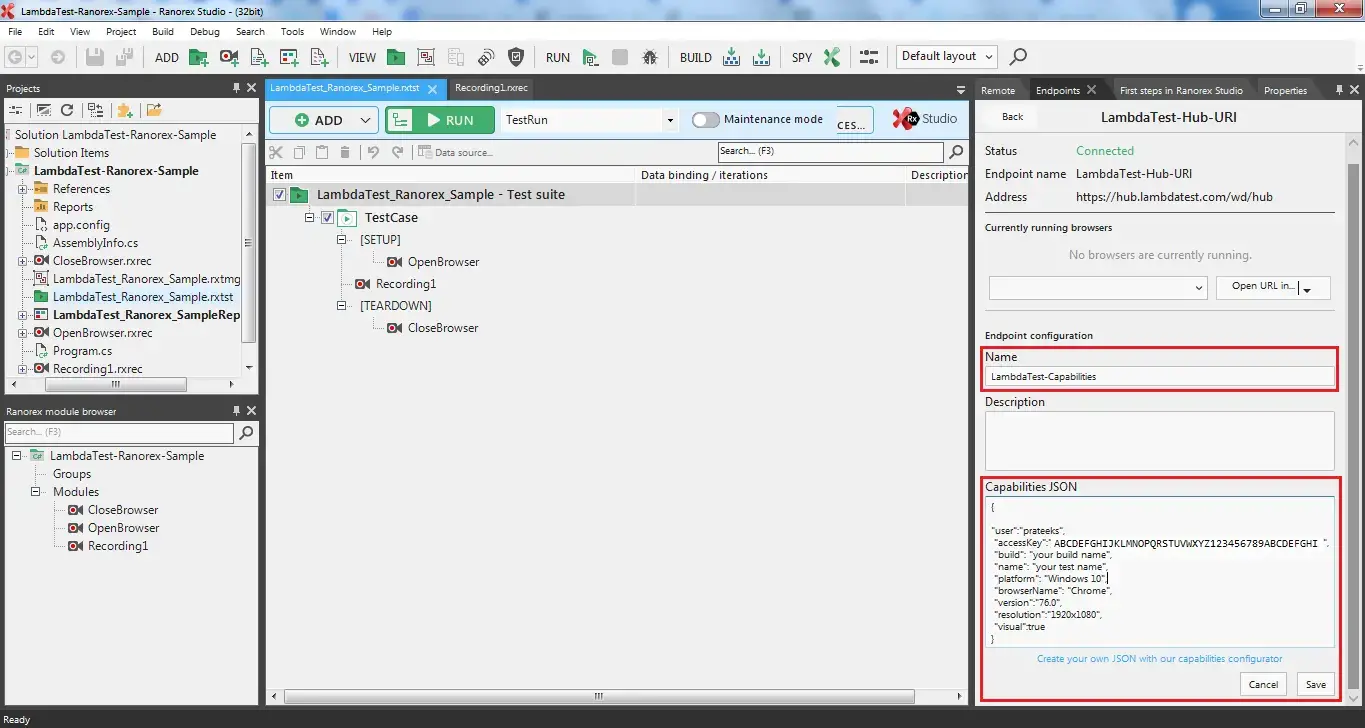 LambdaTest-Ranorex-Sample - Ranorex Studio - (32bit)
File Edit View Project Build Debug Search Tools Window Help
ADD VIEW RUN BUILD SPY Default layout
Projects
Solution LambdaTest-Ranorex-Sample
Solution Items
LambdaTest-Ranorex-Sample
References
Reports
app.config
AssemblyInfo.cs
CloseBrowser.rxrec
LambdaTest_Ranorex_Sample.rxtmg
LambdaTest_Ranorex_Sample.rxtst
LambdaTest_Ranorex_SampleRep
OpenBrowser.rxrec
Program.cs
Recording1.rxrec
Ranorex module browser
Search... (F3)
LambdaTest-Ranorex-Sample
Groups
Modules
CloseBrowser
OpenBrowser
Recording1
LambdaTest_Ranorex_Sample.rxtst Recording1.rxrec
ADD RUN TestRun Maintenance mode CES... Rx Studio
Data source... Search... (F3)
Item Data binding / iterations Description
LambdaTest_Ranorex_Sample - Test suite
TestCase
[SETUP]
OpenBrowser
Recording1
[TEARDOWN]
CloseBrowser
Remote Endpoints First steps in Ranorex Studio Properties
Back LambdaTest-Hub-URI
Status Connected
Endpoint name LambdaTest-Hub-URI
Address https://hub.lambdatest.com/wd/hub
Currently running browsers
No browsers are currently running.
Open URL in...
Endpoint configuration
Name
LambdaTest-Capabilities
Description
Capabilities JSON
{
"user":"prateeks",
"accessKey":" ABCDEFGHIJKLMNOPQRSTUVWXYZ123456789ABCDEFGHI ",
"build": "your build name",
"name": "your test name",
"platform": "Windows 10",
"browserName": "Chrome",
"version":"76.0",
"resolution":"1920x1080",
"visual":true
}
Create your own JSON with our capabilities configurator
Cancel Save
Ready